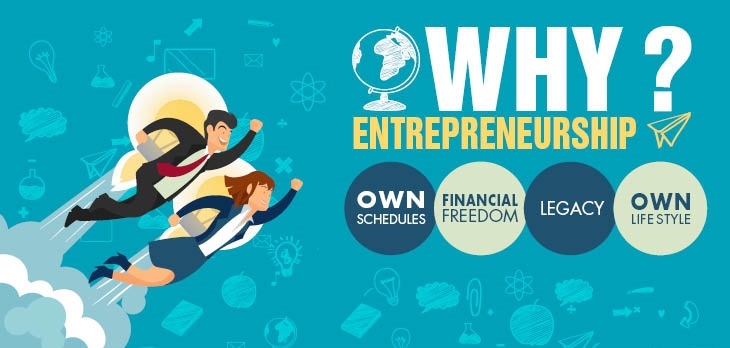 WHY ?
ENTREPRENEURSHIP
OWN
SCHEDULES
FINANCIAL
FREEDOM
LEGACY
OWN
LIFE STYLE